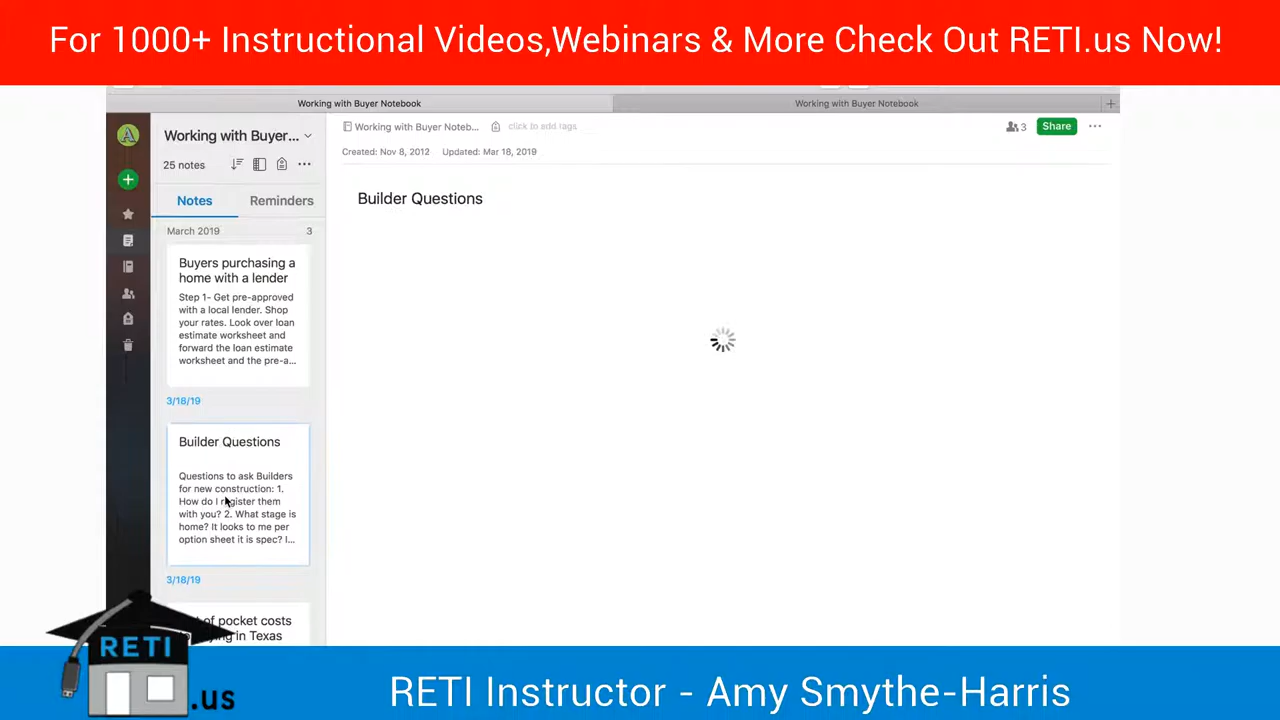 For 1000+ Instructional Videos,Webinars & More Check Out RETI.us Now!
Working with Buyer Notebook
Working with Buyer Notebook
Working with Buyer...
25 notes
Notes
Reminders
March 2019
3
Buyers purchasing a
home with a lender
Step 1- Get pre-approved
with a local lender. Shop
your rates. Look over loan
estimate worksheet and
forward the loan estimate
worksheet and the pre-a...
3/18/19
Builder Questions
Questions to ask Builders
for new construction: 1.
How do I register them
with you? 2. What stage is
home? It looks to me per
option sheet it is spec? I...
3/18/19
of pocket costs
in Texas
Working with Buyer Noteb...
click to add tags
3
Share
Created: Nov 8, 2012
Updated: Mar 18, 2019
Builder Questions
RETI
.us
RETI Instructor - Amy Smythe-Harris